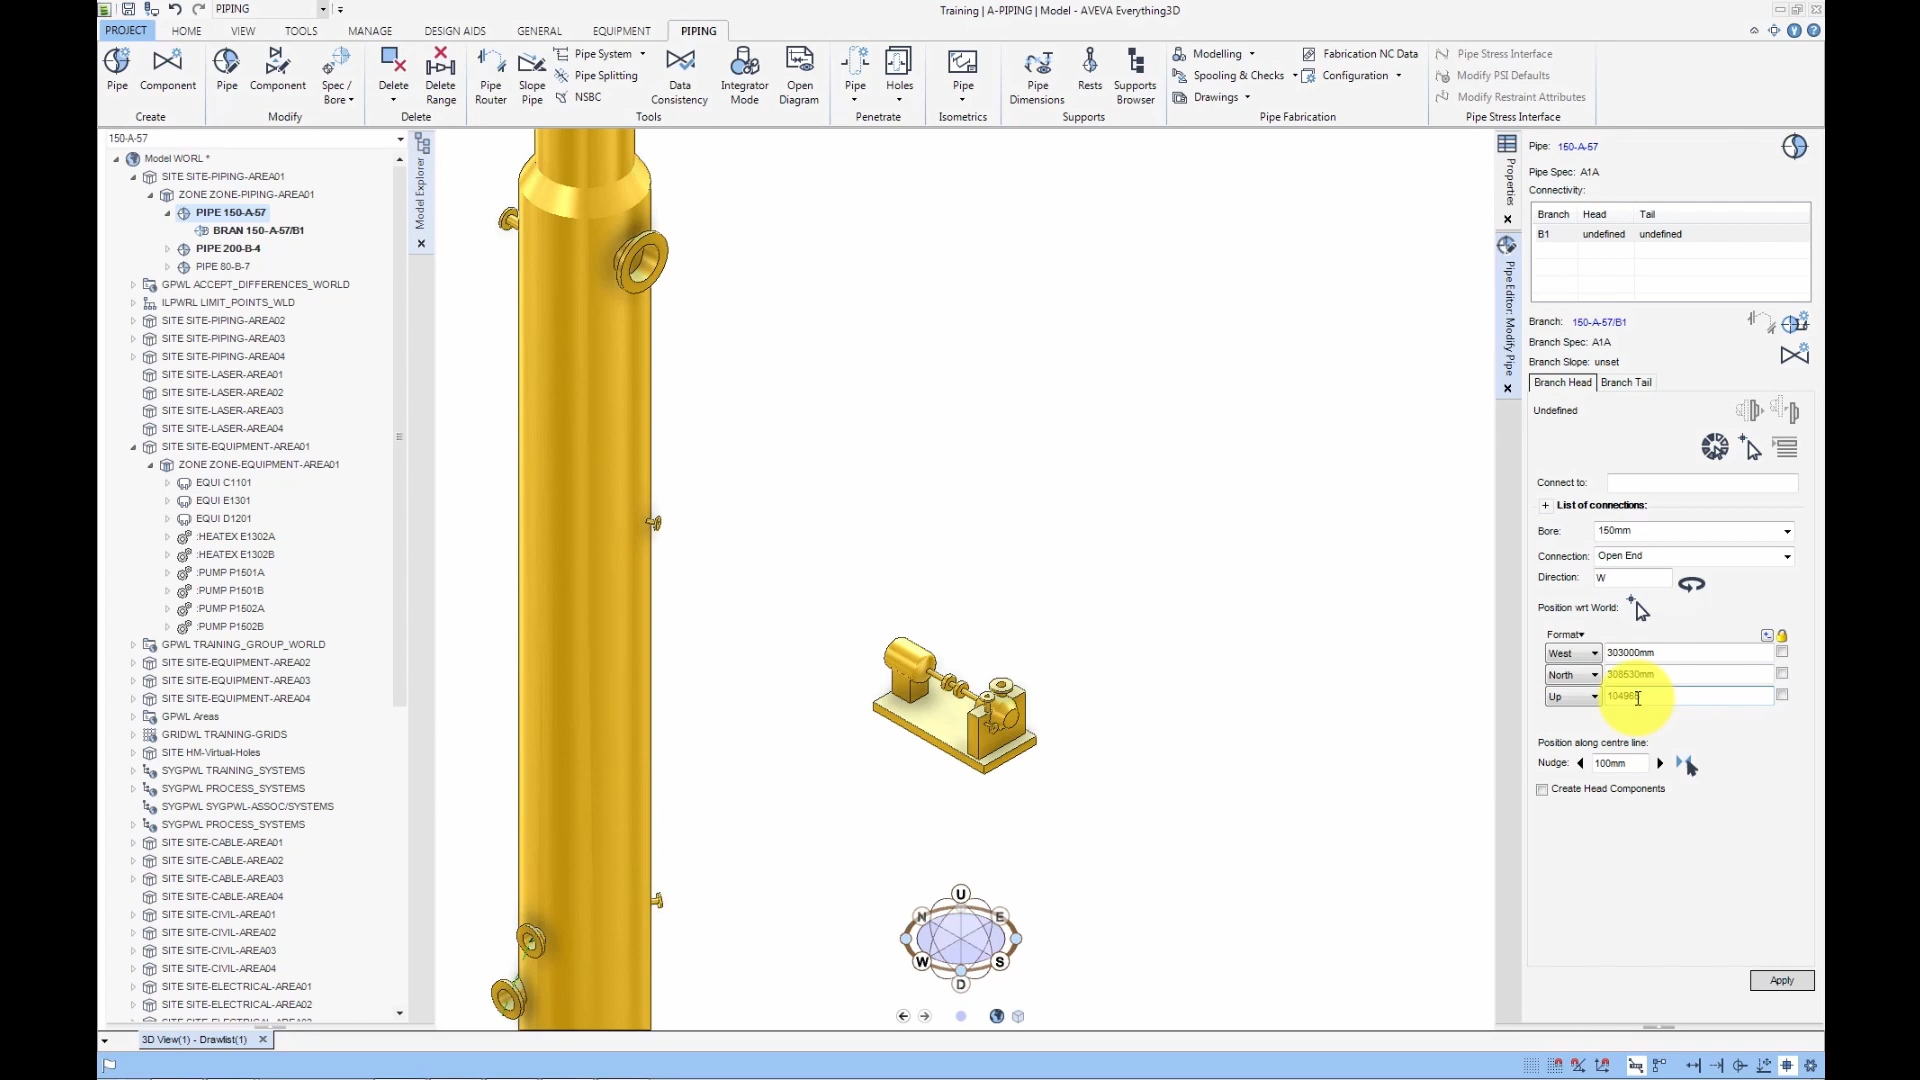 PIPING
Training | A-PIPING | Model - AVEVA Everything3D
PROJECT HOME VIEW TOOLS MANAGE DESIGN AIDS GENERAL EQUIPMENT PIPING
Pipe Component
Create
Pipe Component Spec / Bore
Modify
Delete Delete Range
Delete
Pipe Router Slope Pipe
Pipe System
Pipe Splitting
NSBC
Data Consistency Integrator Mode Open Diagram
Tools
Pipe Holes
Penetrate
Pipe
Isometrics
Pipe Dimensions Rests Supports Browser
Supports
Modelling
Spooling & Checks
Drawings
Fabrication NC Data
Configuration
Pipe Fabrication
Pipe Stress Interface
Modify PSI Defaults
Modify Restraint Attributes
Pipe Stress Interface
150-A-57
Model WORL *
SITE SITE-PIPING-AREA01
ZONE ZONE-PIPING-AREA01
PIPE 150-A-57
BRAN 150-A-57/B1
PIPE 200-B-4
PIPE 80-B-7
GPWL ACCEPT_DIFFERENCES_WORLD
ILPWRL LIMIT_POINTS_WLD
SITE SITE-PIPING-AREA02
SITE SITE-PIPING-AREA03
SITE SITE-PIPING-AREA04
SITE SITE-LASER-AREA01
SITE SITE-LASER-AREA02
SITE SITE-LASER-AREA03
SITE SITE-LASER-AREA04
SITE SITE-EQUIPMENT-AREA01
ZONE ZONE-EQUIPMENT-AREA01
EQUI C1101
EQUI E1301
EQUI D1201
:HEATEX E1302A
:HEATEX E1302B
:PUMP P1501A
:PUMP P1501B
:PUMP P1502A
:PUMP P1502B
GPWL TRAINING_GROUP_WORLD
SITE SITE-EQUIPMENT-AREA02
SITE SITE-EQUIPMENT-AREA03
SITE SITE-EQUIPMENT-AREA04
GPWL Areas
GRIDWL TRAINING-GRIDS
SITE HM-Virtual-Holes
SYGPWL TRAINING_SYSTEMS
SYGPWL PROCESS_SYSTEMS
SYGPWL SYGPWL-ASSOC/SYSTEMS
SYGPWL PROCESS_SYSTEMS
SITE SITE-CABLE-AREA01
SITE SITE-CABLE-AREA02
SITE SITE-CABLE-AREA03
SITE SITE-CABLE-AREA04
SITE SITE-CIVIL-AREA01
SITE SITE-CIVIL-AREA02
SITE SITE-CIVIL-AREA03
SITE SITE-CIVIL-AREA04
SITE SITE-ELECTRICAL-AREA01
SITE SITE-ELECTRICAL-AREA02
Model Explorer
U
N E
W S
D
3D View(1) - Drawlist(1)
Properties
Pipe Editor: Modify Pipe
Pipe: 150-A-57
Pipe Spec: A1A
Connectivity:
Branch Head Tail
B1 undefined undefined
Branch: 150-A-57/B1
Branch Spec: A1A
Branch Slope: unset
Branch Head Branch Tail
Undefined
Connect to:
List of connections:
Bore: 150mm
Connection: Open End
Direction: W
Position wrt World:
Format
West 303000mm
North 308530mm
Up
Position along centre line:
Nudge: 100mm
Create Head Components
Apply